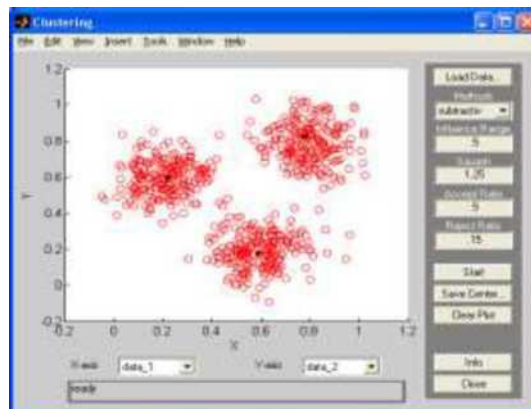 Clustering
File Edit View Insert Tools Window Help
Load Data...
Methods
subtractiv
Influence Range
.5
Squash
1.25
Accept Ratio
.5
Reject Ratio
.15
Start
Save Center...
Clear Plot
Info
Close
1.2
1
0.8
0.6
0.4
0.2
0
-0.2
Y
-0.2 0 0.2 0.4 0.6 0.8 1 1.2
X
X-axis data_1 Y-axis data_2
ready